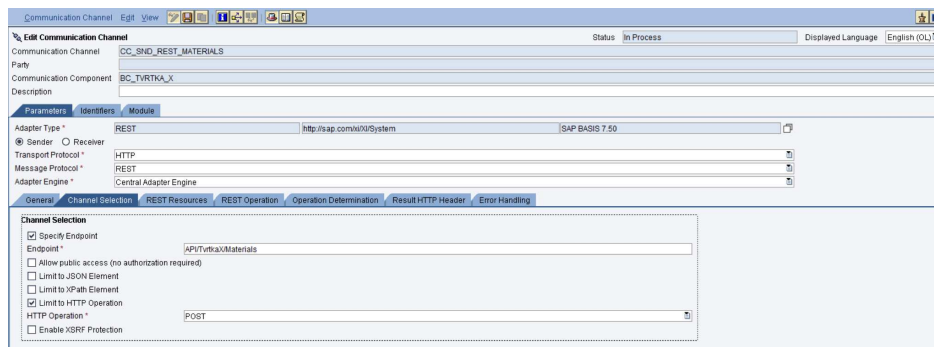 Communication Channel Edit View
Edit Communication Channel Status In Process Displayed Language English (OL)
Communication Channel CC_SND_REST_MATERIALS
Party
Communication Component BC_TVRTKA_X
Description
Parameters Identifiers Module
Adapter Type * REST http://sap.com/xi/XI/System SAP BASIS 7.50
Sender Receiver
Transport Protocol * HTTP
Message Protocol * REST
Adapter Engine * Central Adapter Engine
General Channel Selection REST Resources REST Operation Operation Determination Result HTTP Header Error Handling
Channel Selection
Specify Endpoint
Endpoint * API/TvrtkaX/Materials
Allow public access (no authorization required)
Limit to JSON Element
Limit to XPath Element
Limit to HTTP Operation
HTTP Operation * POST
Enable XSRF Protection